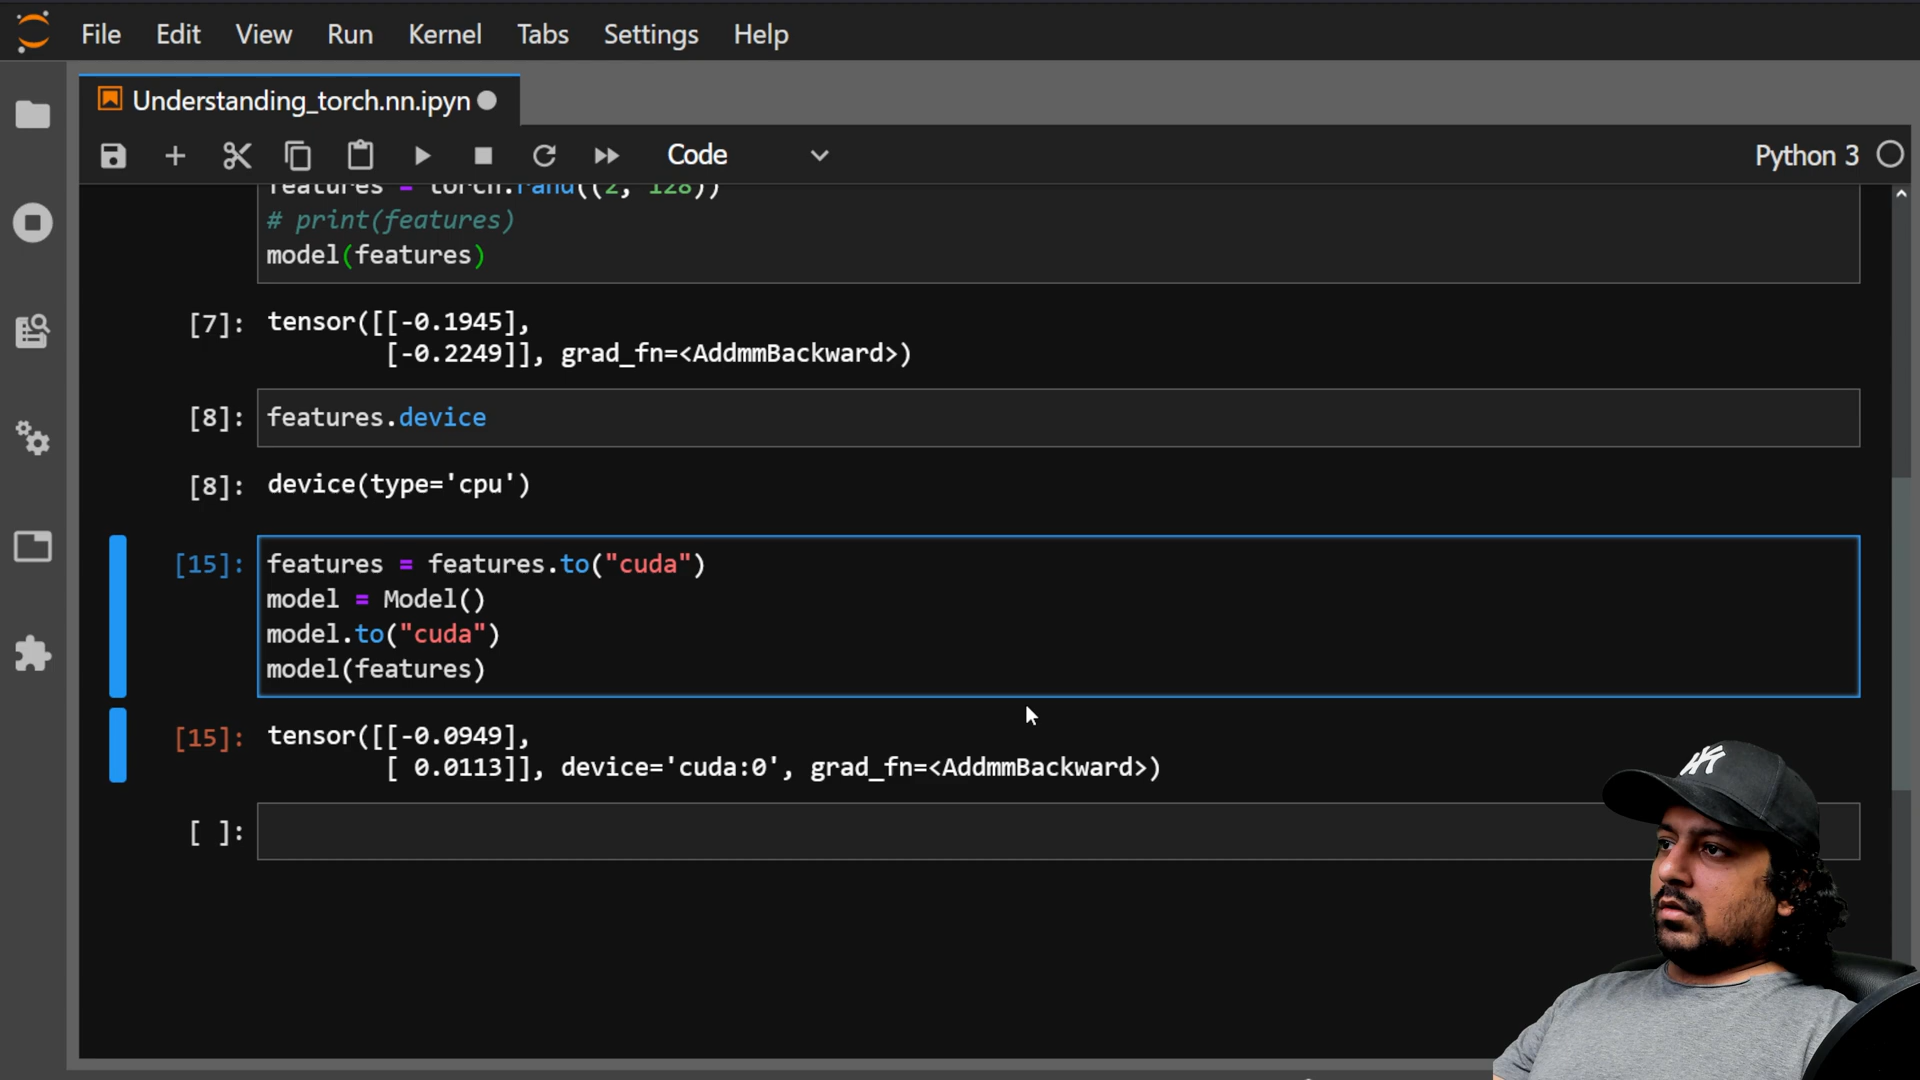 File Edit View Run Kernel Tabs Settings Help
Understanding_torch.nn.ipyn
Code
Python 3
features = torch.rand((2, 128))
# print(features)
model(features)
[7]: tensor([[-0.1945],
[-0.2249]], grad_fn=<AddmmBackward>)
[8]: features.device
[8]: device(type='cpu')
[15]: features = features.to("cuda")
model = Model()
model.to("cuda")
model(features)
[15]: tensor([[-0.0949],
[ 0.0113]], device='cuda:0', grad_fn=<AddmmBackward>)
[ ]: